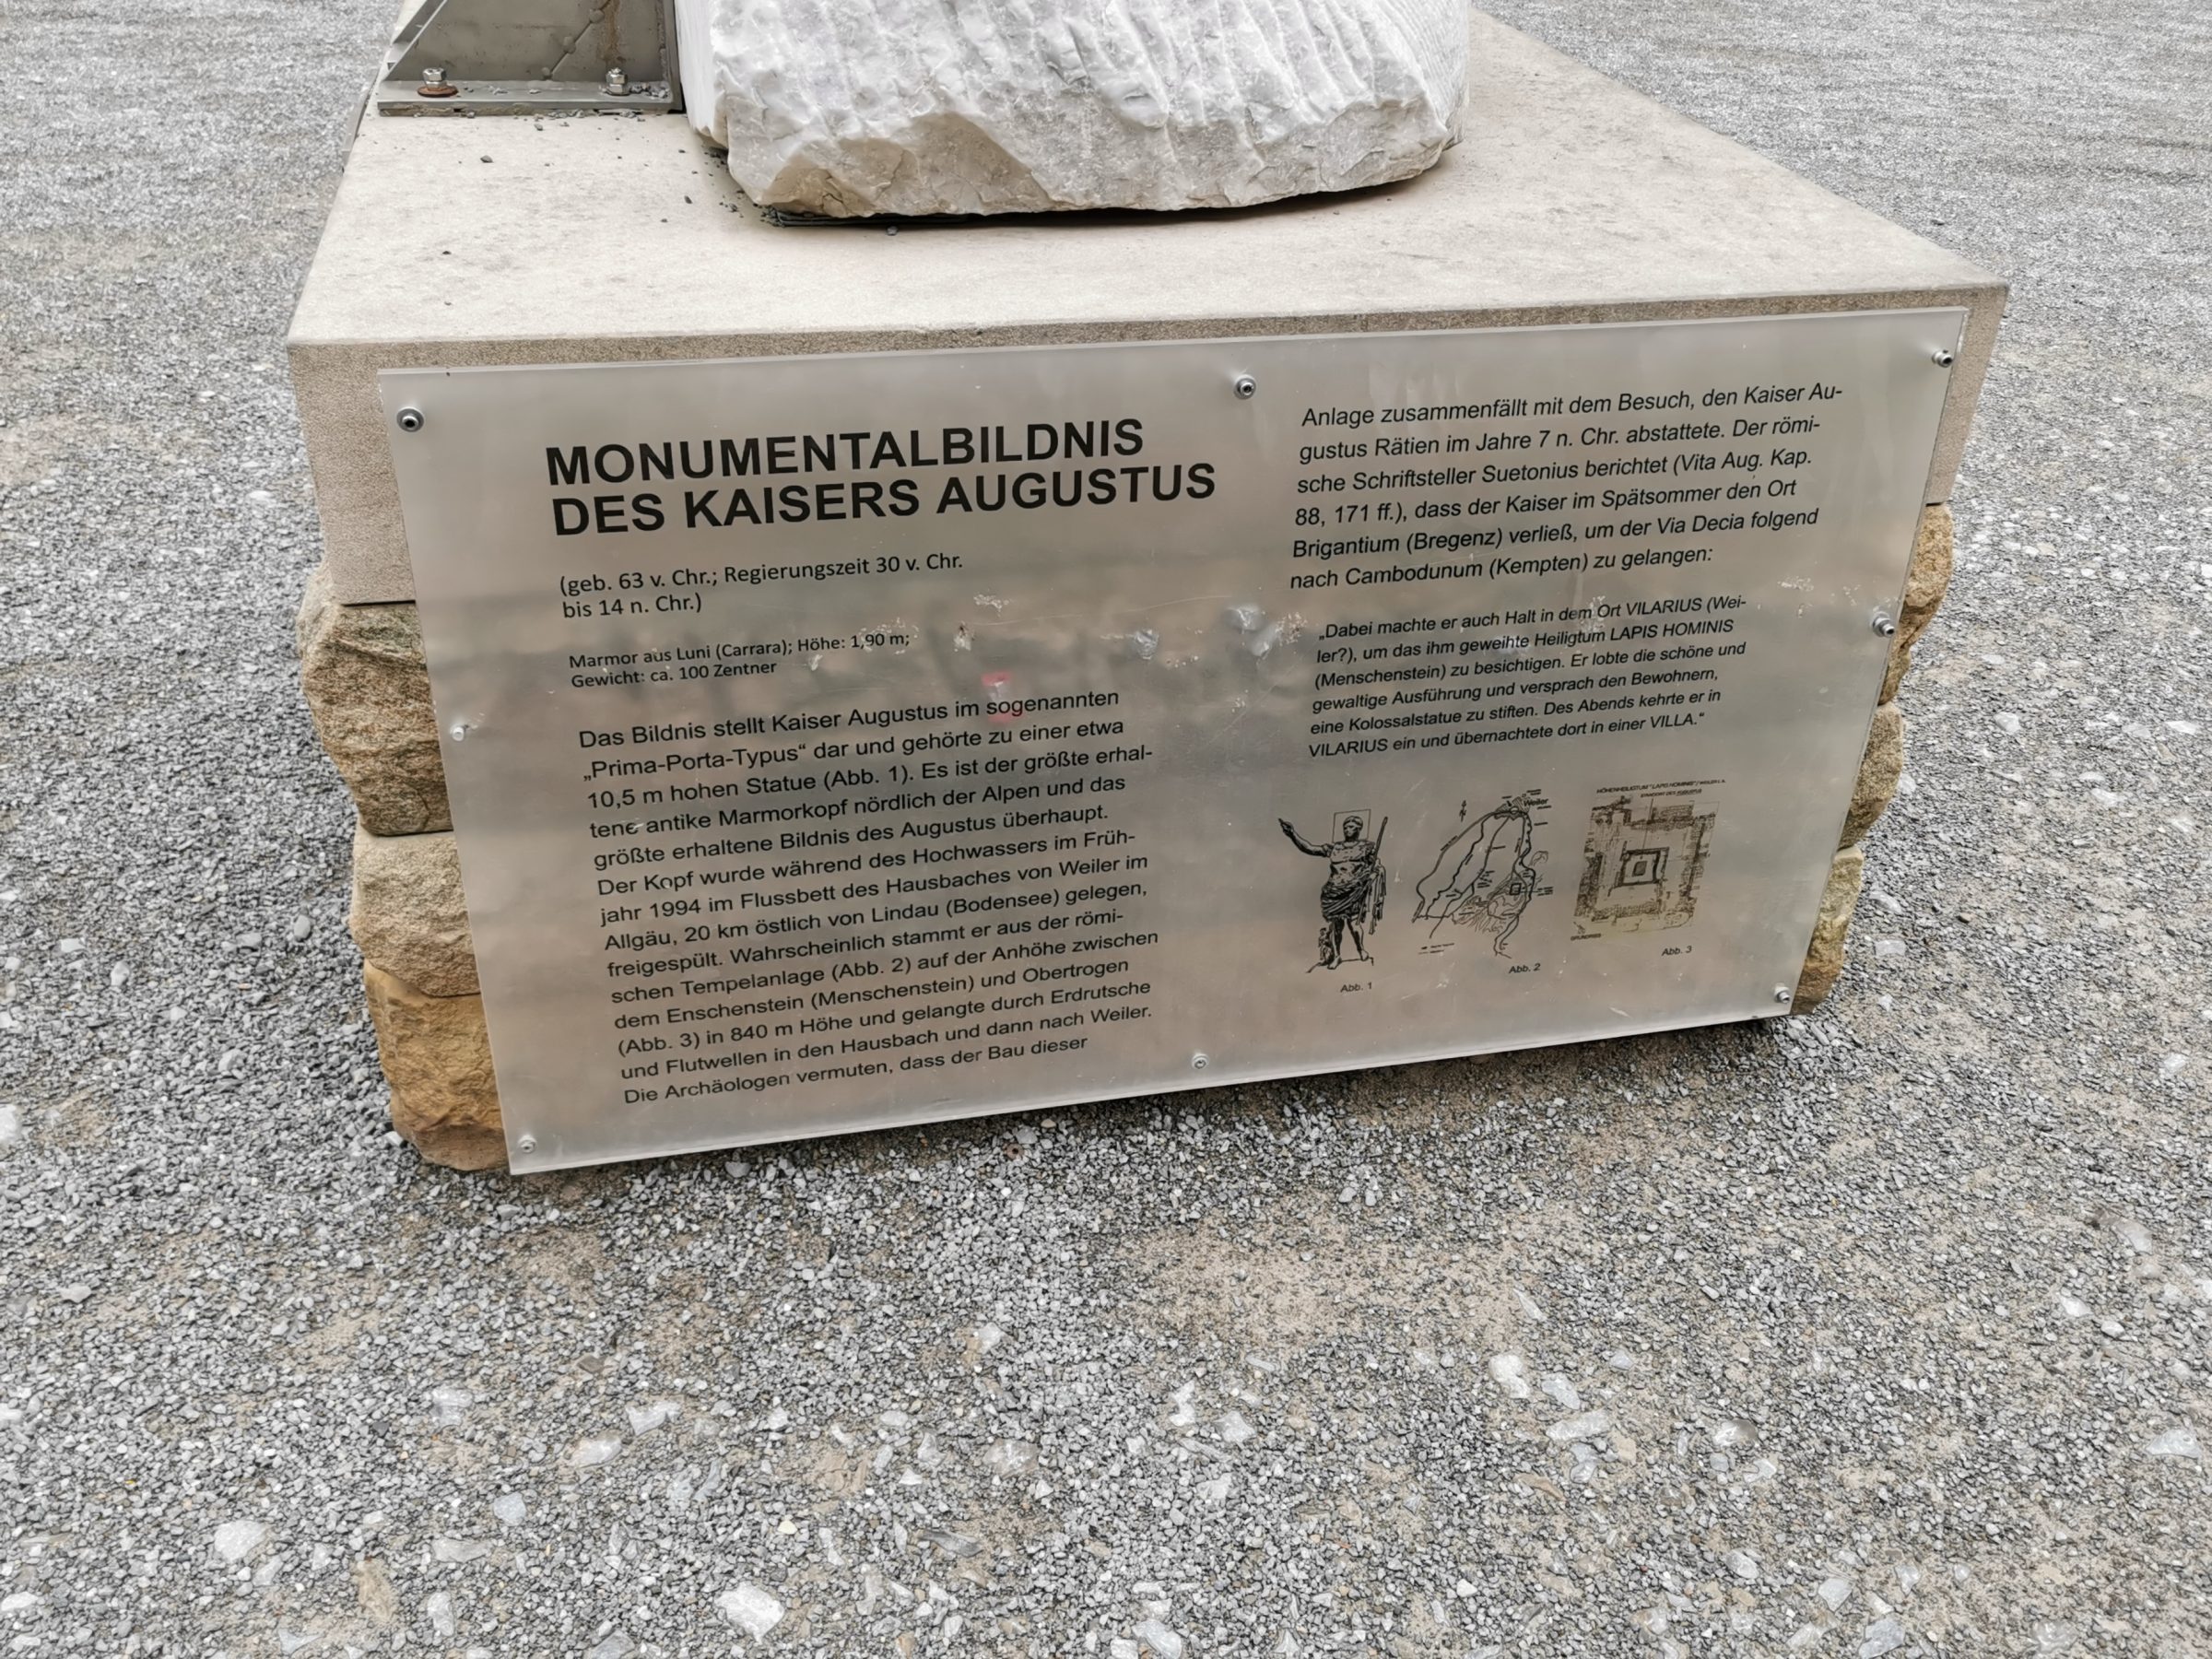 MONUMENTALBILDNIS
DES KAISERS AUGUSTUS
(geb. 63 v. Chr.; Regierungszeit 30 v. Chr.
bis 14 n. Chr.)
Marmor aus Luni (Carrara); Höhe: 1,90 m;
Gewicht: ca. 100 Zentner
Das Bildnis stellt Kaiser Augustus im sogenannten
„Prima-Porta-Typus“ dar und gehörte zu einer etwa
10,5 m hohen Statue (Abb. 1). Es ist der größte erhal-
tene antike Marmorkopf nördlich der Alpen und das
größte erhaltene Bildnis des Augustus überhaupt.
Der Kopf wurde während des Hochwassers im Früh-
jahr 1994 im Flussbett des Hausbaches von Weiler im
Allgäu, 20 km östlich von Lindau (Bodensee) gelegen,
freigespült. Wahrscheinlich stammt er aus der römi-
schen Tempelanlage (Abb. 2) auf der Anhöhe zwischen
dem Enschenstein (Menschenstein) und Obertrogen
(Abb. 3) in 840 m Höhe und gelangte durch Erdrutsche
und Flutwellen in den Hausbach und dann nach Weiler.
Die Archäologen vermuten, dass der Bau dieser
Anlage zusammenfällt mit dem Besuch, den Kaiser Au-
gustus Rätien im Jahre 7 n. Chr. abstattete. Der römi-
sche Schriftsteller Suetonius berichtet (Vita Aug. Kap.
88, 171 ff.), dass der Kaiser im Spätsommer den Ort
Brigantium (Bregenz) verließ, um der Via Decia folgend
nach Cambodunum (Kempten) zu gelangen:
„Dabei machte er auch Halt in dem Ort VILARIUS (Wei-
ler?), um das ihm geweihte Heiligtum LAPIS HOMINIS
(Menschenstein) zu besichtigen. Er lobte die schöne und
gewaltige Ausführung und versprach den Bewohnern,
eine Kolossalstatue zu stiften. Des Abends kehrte er in
VILARIUS ein und übernachtete dort in einer VILLA.“
Weiler
HÖHENHEILIGTUM "LAPIS HOMINIS"
Abb. 1
Abb. 2
Abb. 3